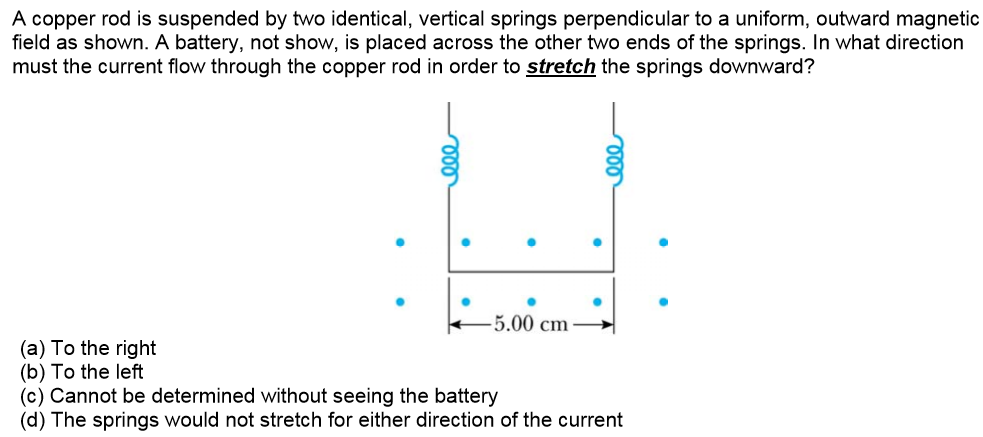 A copper rod is suspended by two identical, vertical springs perpendicular to a uniform, outward magnetic
field as shown. A battery, not show, is placed across the other two ends of the springs. In what direction
must the current flow through the copper rod in order to stretch the springs downward?
5.00 cm
(a) To the right
(b) To the left
(c) Cannot be determined without seeing the battery
(d) The springs would not stretch for either direction of the current